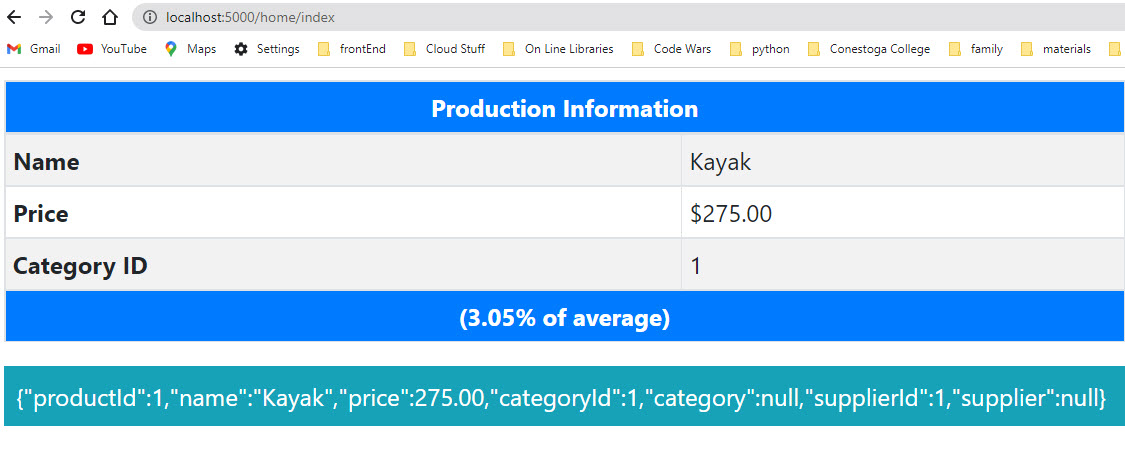 localhost:5000/home/index
Gmail YouTube Maps Settings frontEnd Cloud Stuff On Line Libraries Code Wars python Conestoga College family materials
Production Information
Name Kayak
Price $275.00
Category ID 1
(3.05% of average)
{"productId":1,"name":"Kayak","price":275.00,"categoryId":1,"category":null,"supplierId":1,"supplier":null}